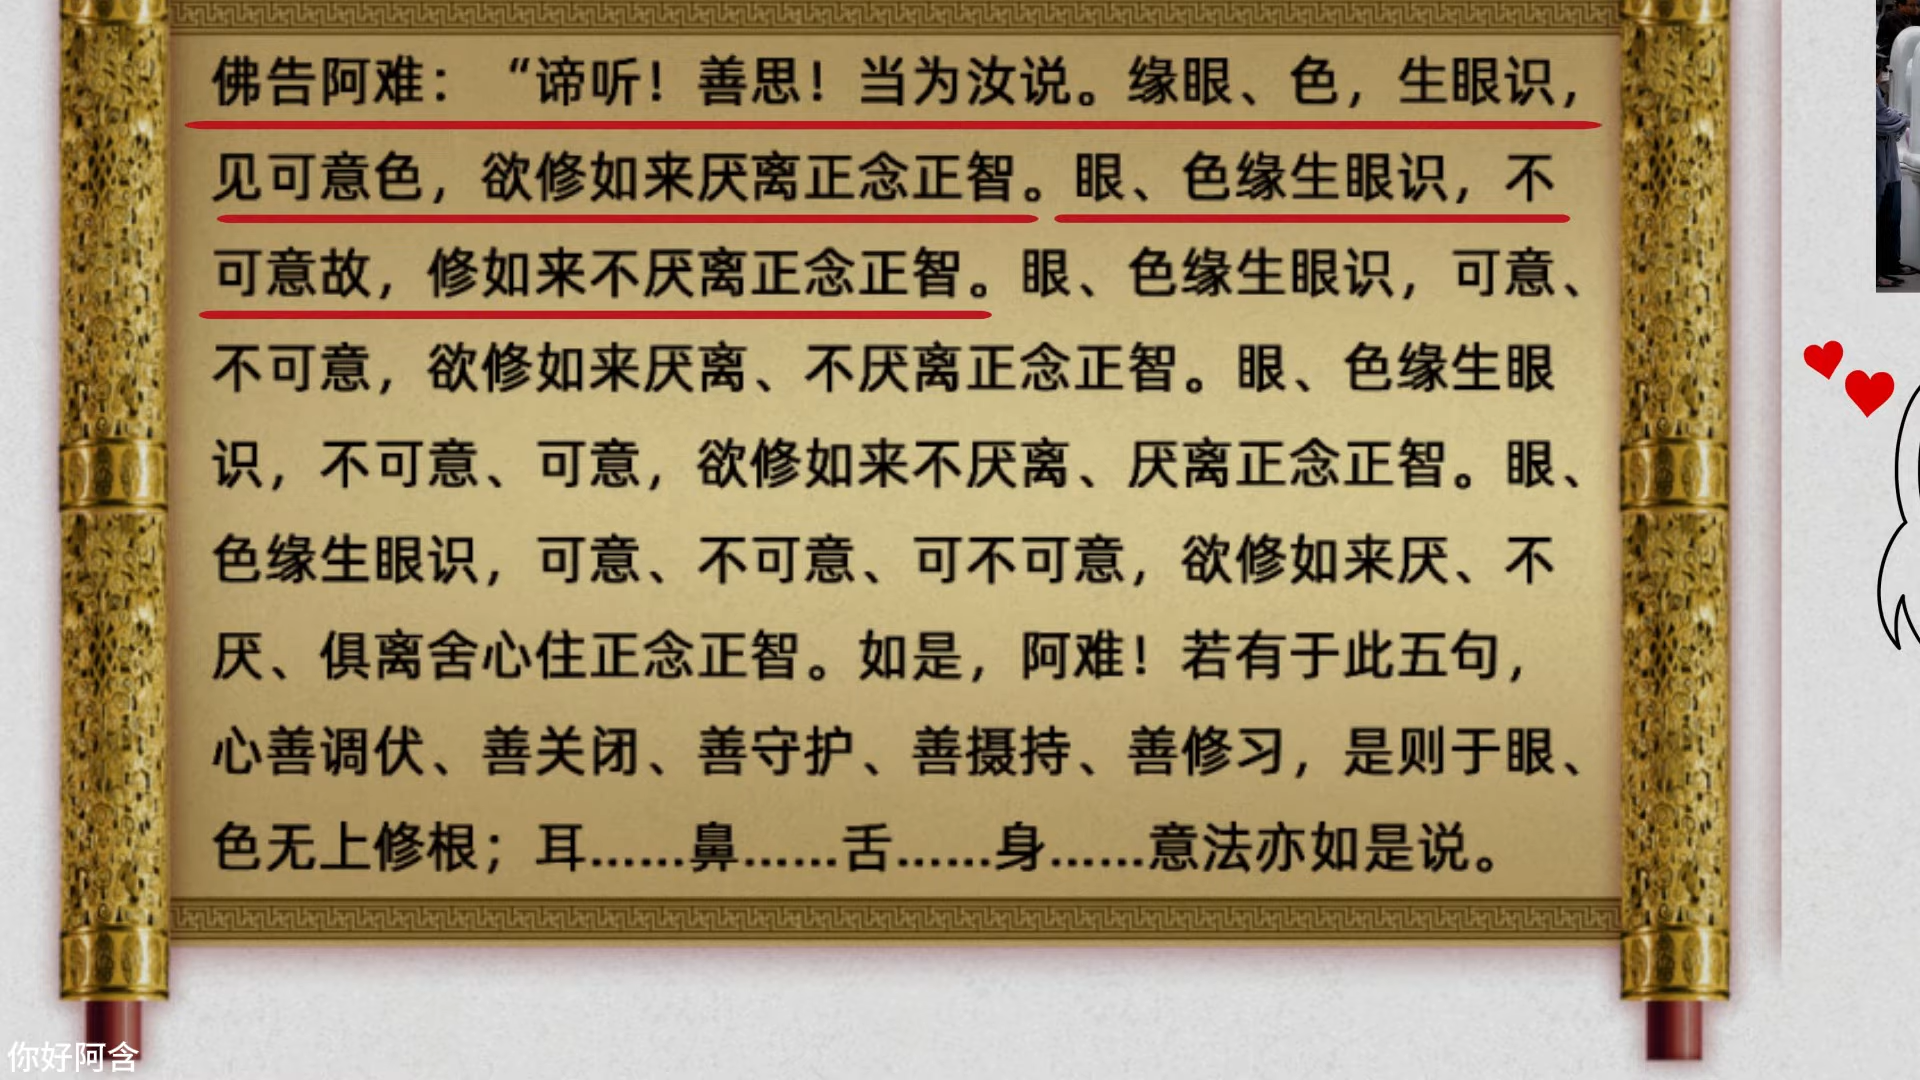 佛告阿难：“谛听！善思！当为汝说。缘眼、色，生眼识，
见可意色，欲修如来厌离正念正智。眼、色缘生眼识，不
可意故，修如来不厌离正念正智。眼、色缘生眼识，可意、
不可意，欲修如来厌离、不厌离正念正智。眼、色缘生眼
识，不可意、可意，欲修如来不厌离、厌离正念正智。眼、
色缘生眼识，可意、不可意、可不可意，欲修如来厌、不
厌、俱离舍心住正念正智。如是，阿难！若有于此五句，
心善调伏、善关闭、善守护、善摄持、善修习，是则于眼、
色无上修根；耳……鼻……舌……身……意法亦如是说。
你好阿含